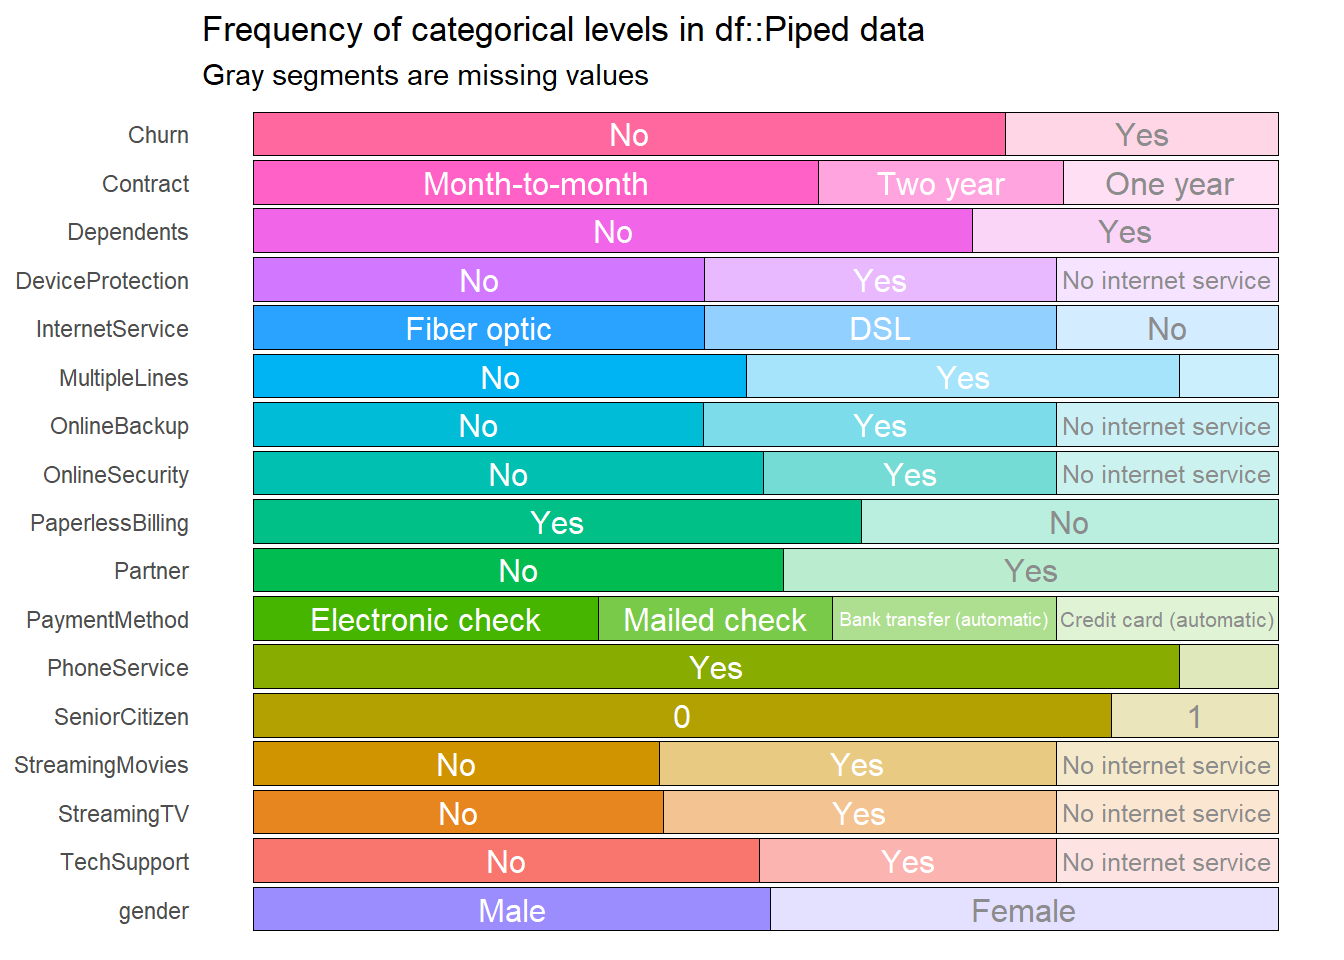 Frequency of categorical levels in df::Piped data
Gray segments are missing values
Churn No Yes
Contract Month-to-month Two year One year
Dependents No Yes
DeviceProtection No Yes No internet service
InternetService Fiber optic DSL No
MultipleLines No Yes
OnlineBackup No Yes No internet service
OnlineSecurity No Yes No internet service
PaperlessBilling Yes No
Partner No Yes
PaymentMethod Electronic check Mailed check Bank transfer (automatic) Credit card (automatic)
PhoneService Yes
SeniorCitizen 0 1
StreamingMovies No Yes No internet service
StreamingTV No Yes No internet service
TechSupport No Yes No internet service
gender Male Female